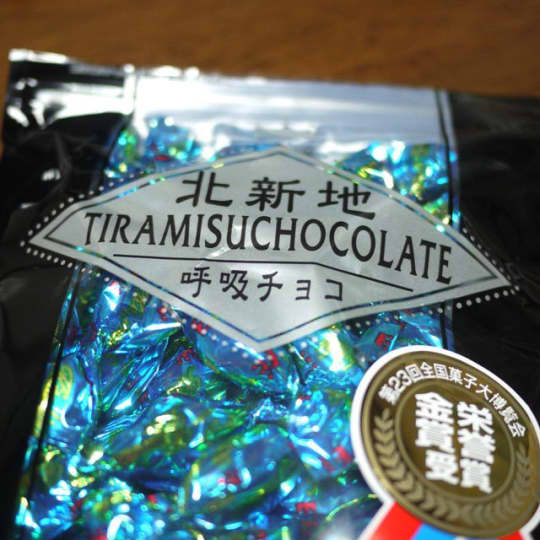 北新地
TIRAMISUCHOCOLATE
呼吸チョコ
第23回全国菓子大博覧会
栄誉賞
金賞受